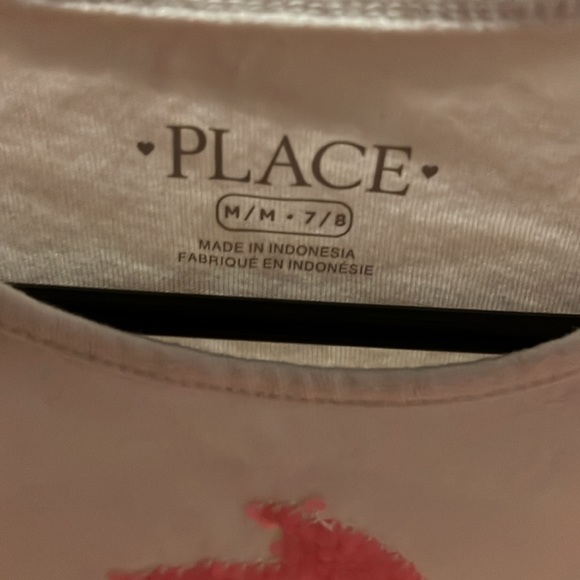 ♥ PLACE ♥
M/M • 7/8
MADE IN INDONESIA
FABRIQUÉ EN INDONÉSIE